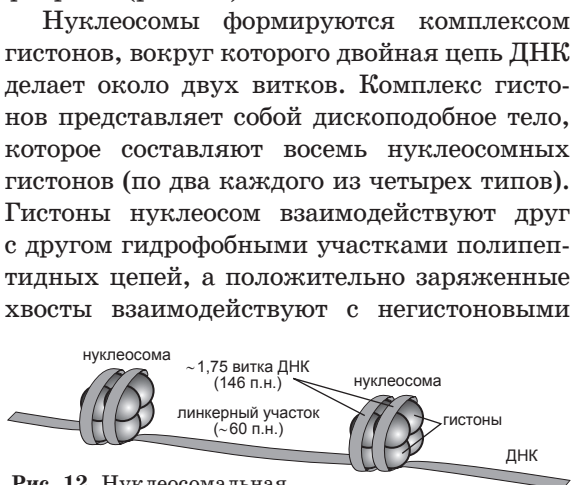 Нуклеосомы формируются комплексом
гистонов, вокруг которого двойная цепь ДНК
делает около двух витков. Комплекс гисто-
нов представляет собой дископодобное тело,
которое составляют восемь нуклеосомных
гистонов (по два каждого из четырех типов).
Гистоны нуклеосом взаимодействуют друг
с другом гидрофобными участками полипеп-
тидных цепей, а положительно заряженные
хвосты взаимодействуют с негистоновыми
нуклеосома
~1,75 витка ДНК
(146 п.н.)
нуклеосома
линкерный участок
(~60 п.н.)
гистоны
ДНК
Рис. 12. Нуклеосомальная